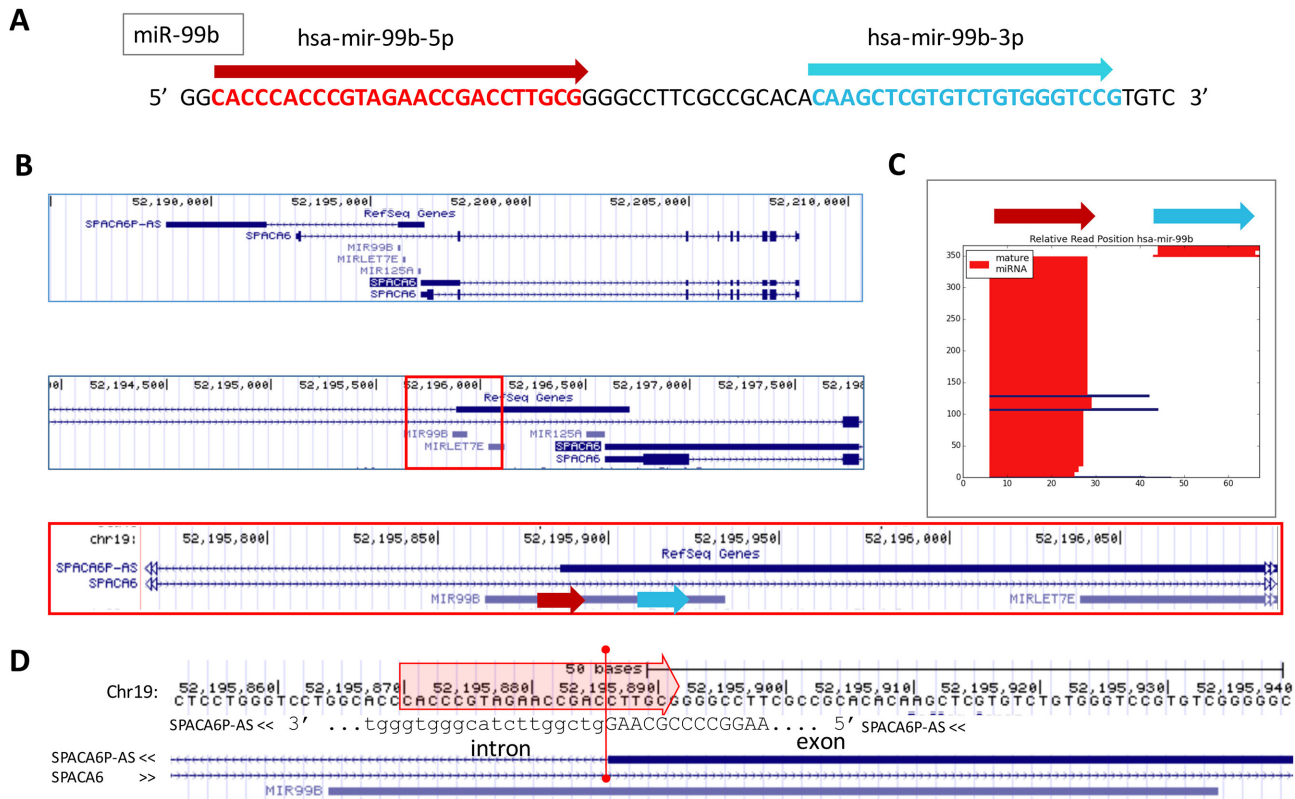 A
miR-99b
hsa-mir-99b-5p
hsa-mir-99b-3p
5’ GGCACCCACCCGTAGAACCGACCTTGCGGGGCCTTCGCCGCACACAAGCTCGTGTCTGTGGGTCCGTGTC 3’
B
52,190,000| 52,195,000| 52,200,000| 52,205,000| 52,210,000|
RefSeq Genes
SPACA6P-AS
SPACA6
MIR99B
MIRLET7E
MIR125A
SPACA6
SPACA6
00| 52,194,500| 52,195,000| 52,195,500| 52,196,000| 52,196,500| 52,197,000| 52,197,500| 52,198
RefSeq Genes
MIR99B
MIRLET7E
MIR125A
SPACA6
SPACA6
chr19: 52,195,800| 52,195,850| 52,195,900| 52,195,950| 52,196,000| 52,196,050|
RefSeq Genes
SPACA6P-AS
SPACA6
MIR99B
MIRLET7E
C
Relative Read Position hsa-mir-99b
mature
miRNA
350
300
250
200
150
100
50
0
0 10 20 30 40 50 60
D
50 bases
Chr19:
52,195,860| 52,195,870| 52,195,880| 52,195,890| 52,195,900| 52,195,910| 52,195,920| 52,195,930| 52,195,940
CTCCTGGGTCCTGGCACCCACCCGTAGAACCGACCTTGCGGGGCCTTCGCCGCACACAAGCTCGTGTCTGTGGGTCCGTGTCGGGGGC
SPACA6P-AS << 3’ ...tgggtgggcatcttggctgGAACGCCCCGGAA.... 5’ SPACA6P-AS <<
intron
exon
SPACA6P-AS <<
SPACA6 >>
MIR99B